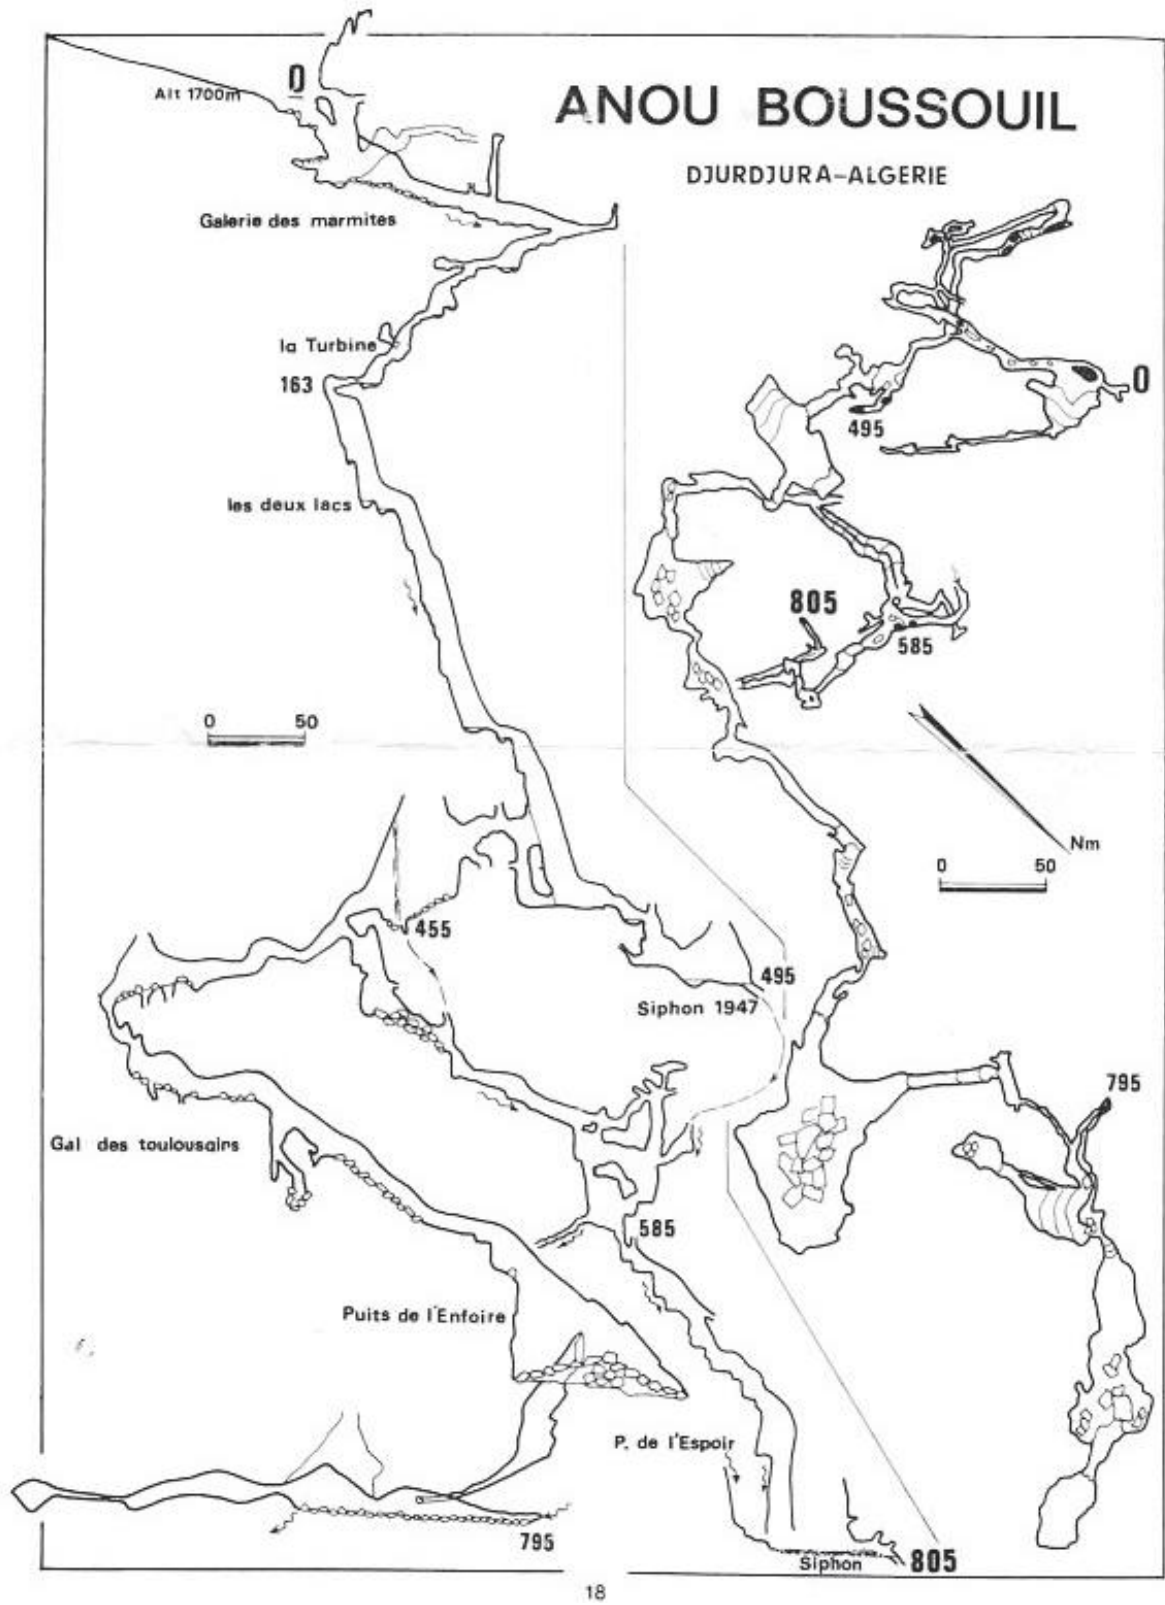 ANOU BOUSSOUIL
DJURDJURA-ALGERIE
Alt 1700m
0
Galerie des marmites
la Turbine
163
les deux lacs
0 50
455
495
Siphon 1947
Gal des toulousains
585
Puits de l'Enfoire
P. de l'Espoir
795
Siphon 805
0
495
805
585
Nm
0 50
795
18